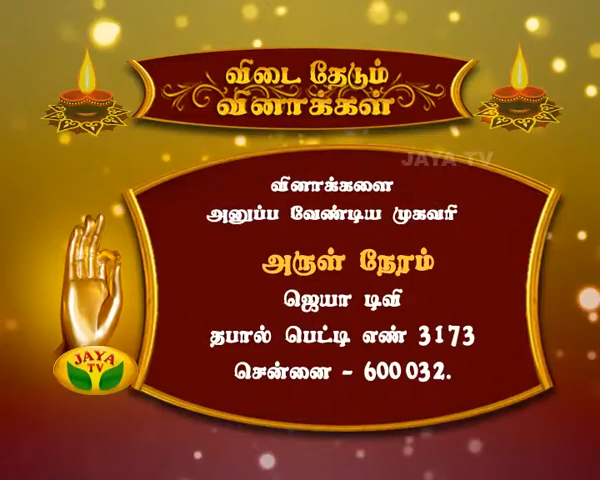 விடை தேடும்
வினாக்கள்
JAYA TV
வினாக்களை
அனுப்ப வேண்டிய முகவரி
அருள் நேரம்
ஜெயா டிவி
தபால் பெட்டி எண் 3173
சென்னை - 600 032.
JAYA
TV